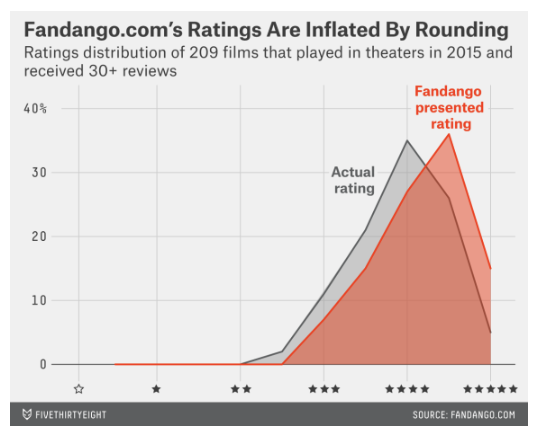 Fandango.com’s Ratings Are Inflated By Rounding
Ratings distribution of 209 films that played in theaters in 2015 and
received 30+ reviews
Fandango
presented
rating
40%
Actual
rating
30
20
10
0
☆ ★ ★★ ★★★ ★★★★ ★★★★★
FIVETHIRTYEIGHT SOURCE: FANDANGO.COM